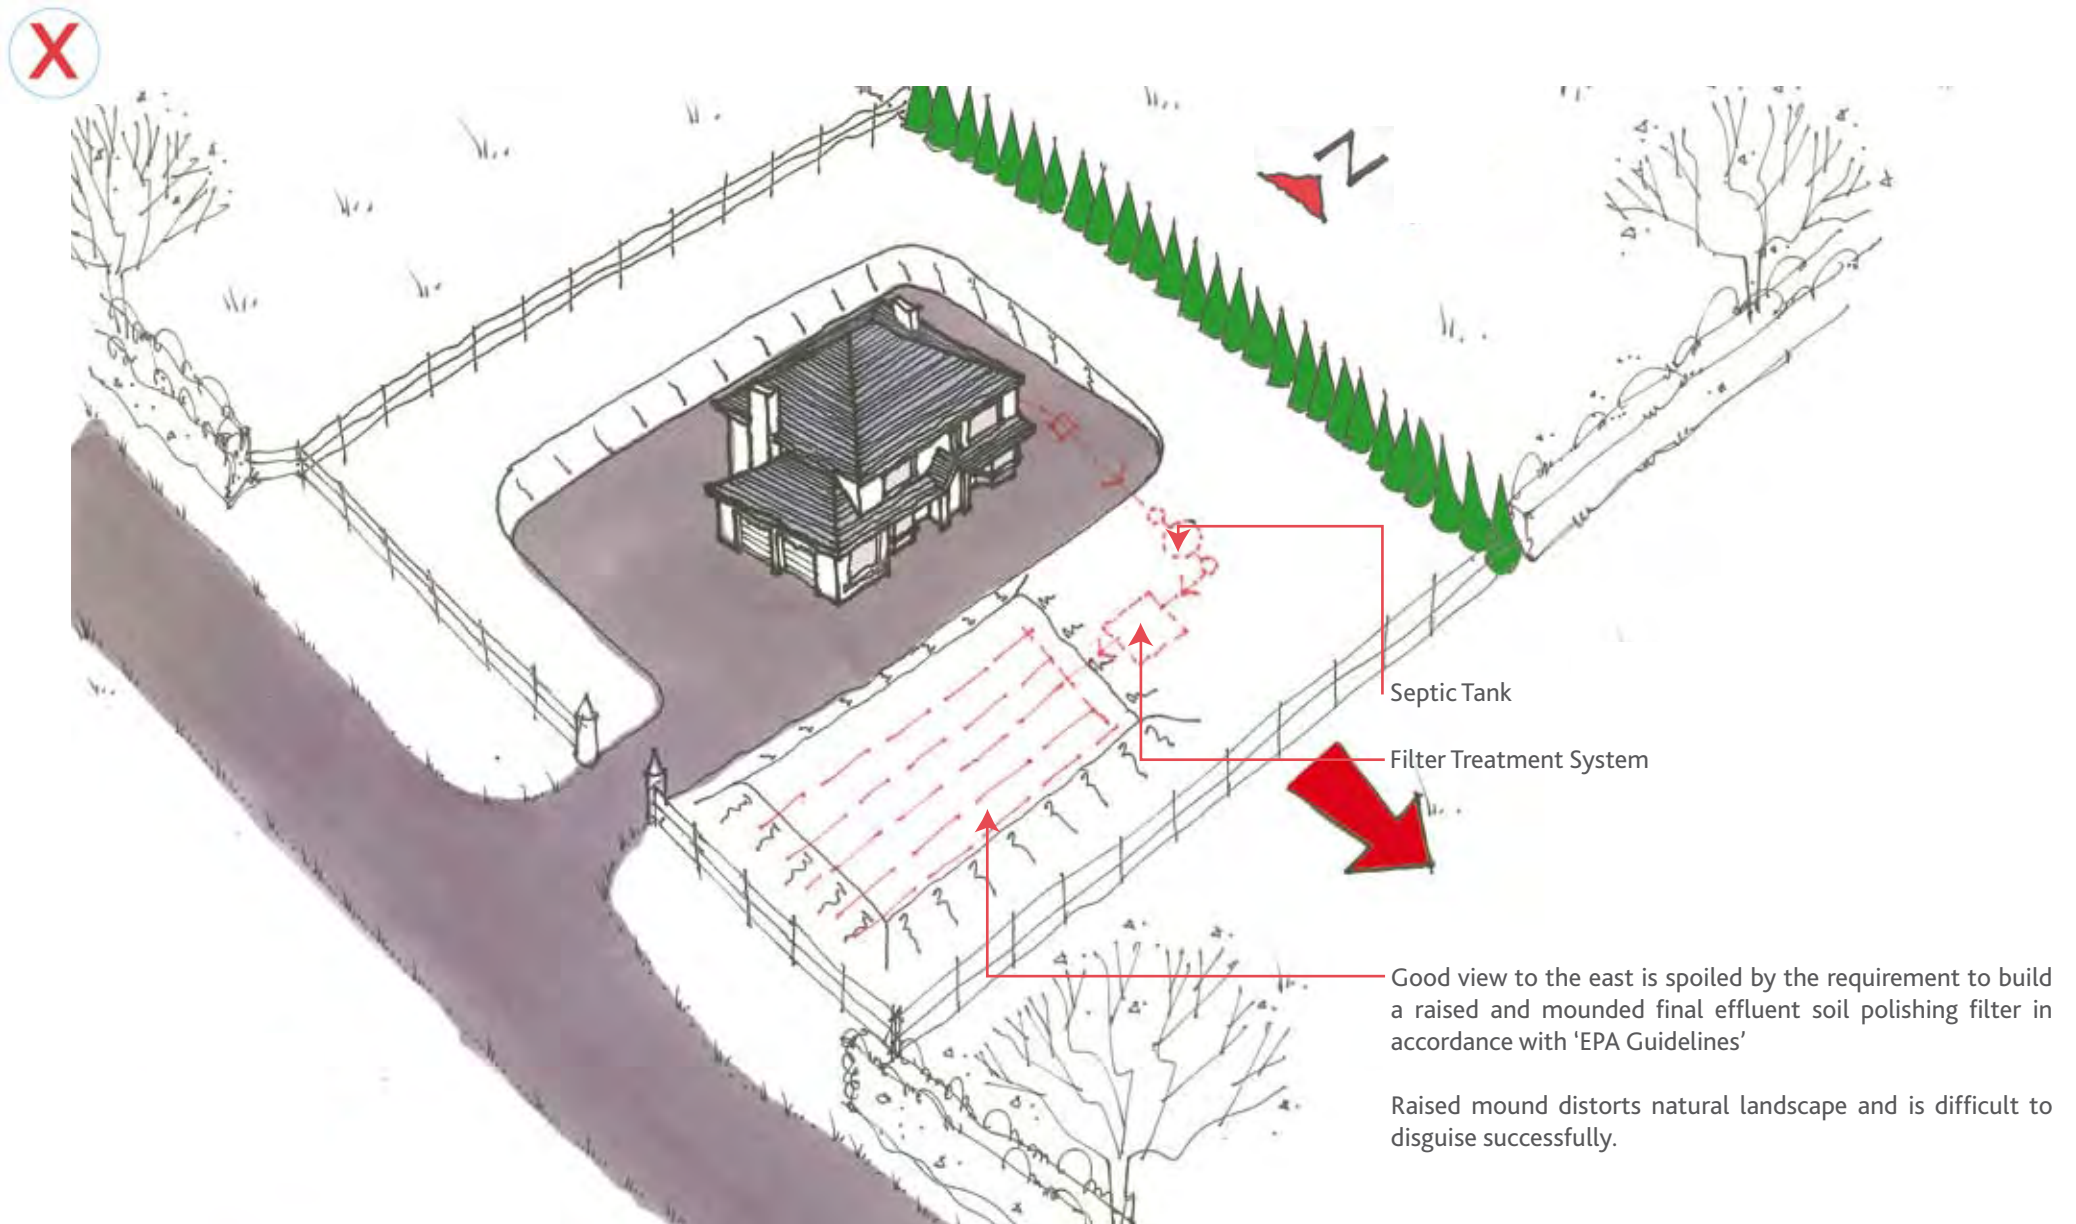 X
N
Septic Tank
Filter Treatment System
Good view to the east is spoiled by the requirement to build
a raised and mounded final effluent soil polishing filter in
accordance with ‘EPA Guidelines’
Raised mound distorts natural landscape and is difficult to
disguise successfully.